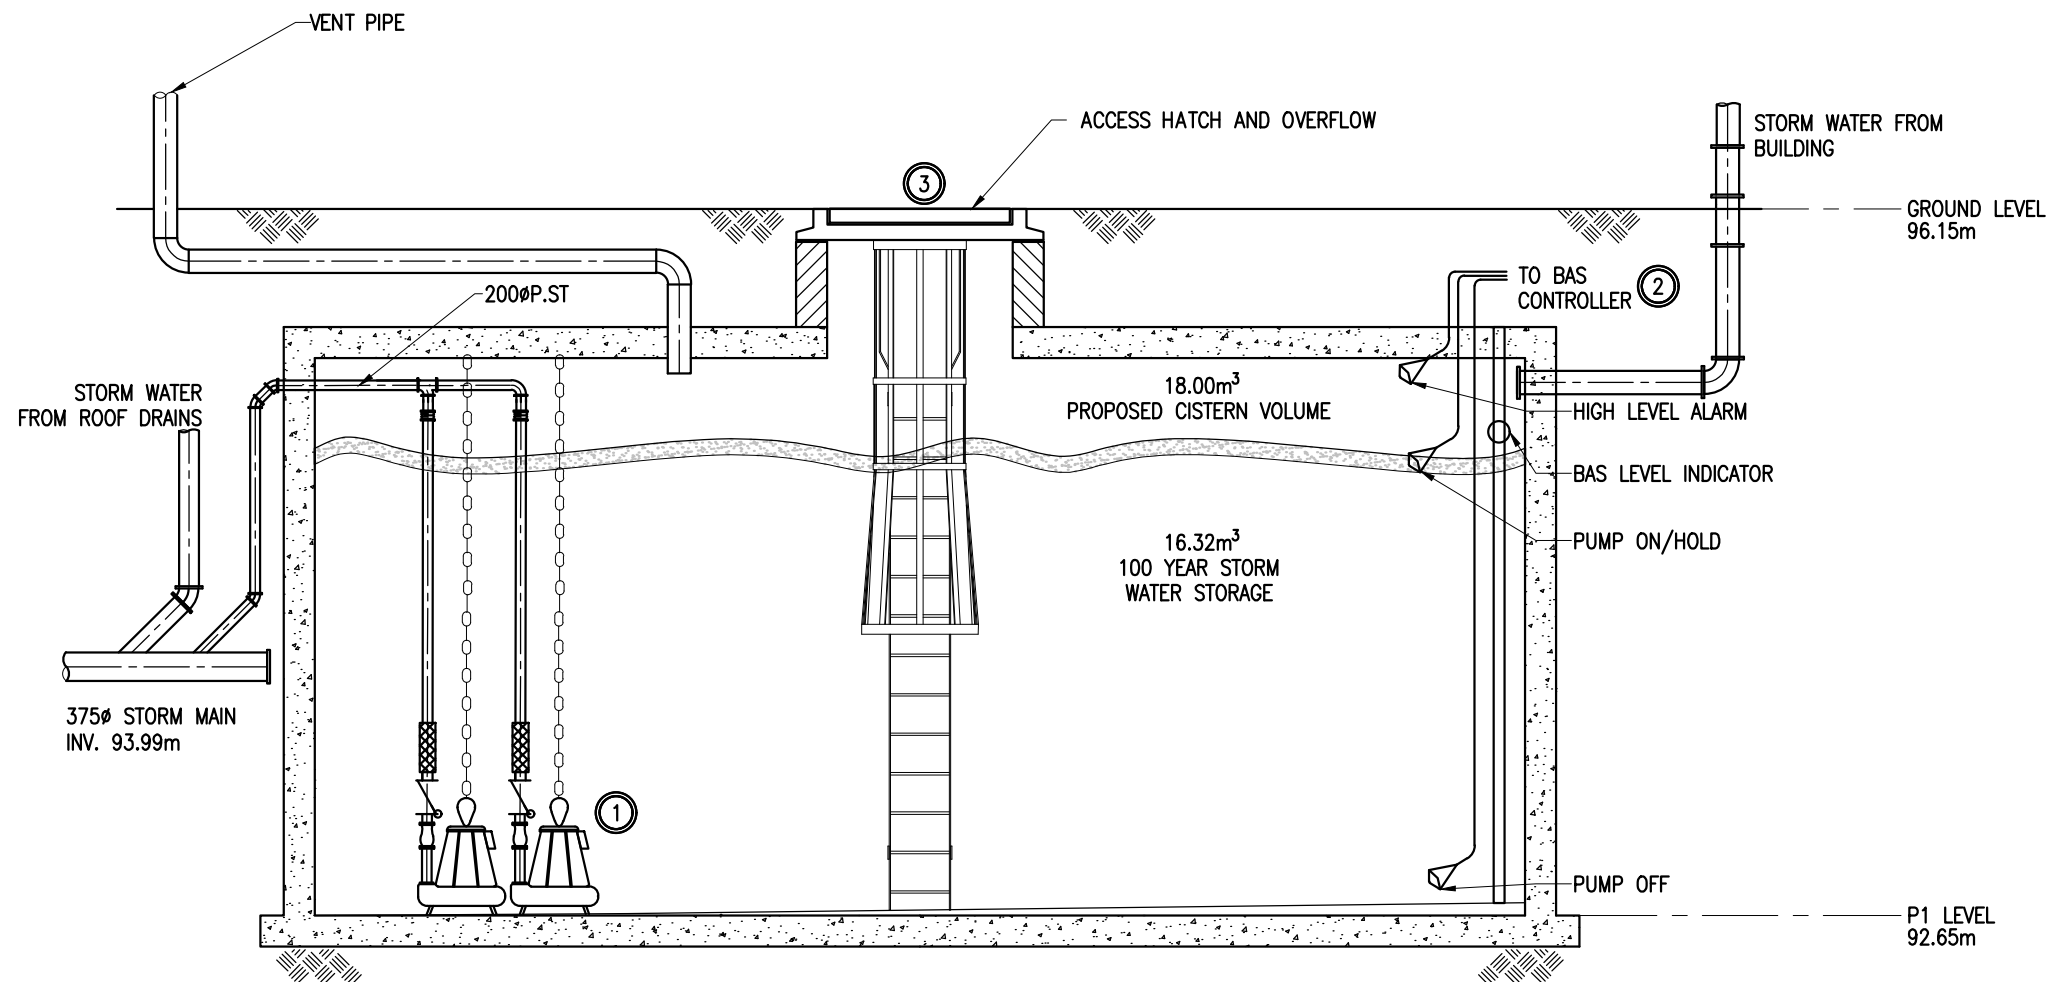 VENT PIPE
ACCESS HATCH AND OVERFLOW
STORM WATER FROM
BUILDING
3
GROUND LEVEL
96.15m
TO BAS
CONTROLLER
2
200øP.ST
STORM WATER
FROM ROOF DRAINS
18.00m³
PROPOSED CISTERN VOLUME
HIGH LEVEL ALARM
BAS LEVEL INDICATOR
16.32m³
100 YEAR STORM
WATER STORAGE
PUMP ON/HOLD
375ø STORM MAIN
INV. 93.99m
1
PUMP OFF
P1 LEVEL
92.65m